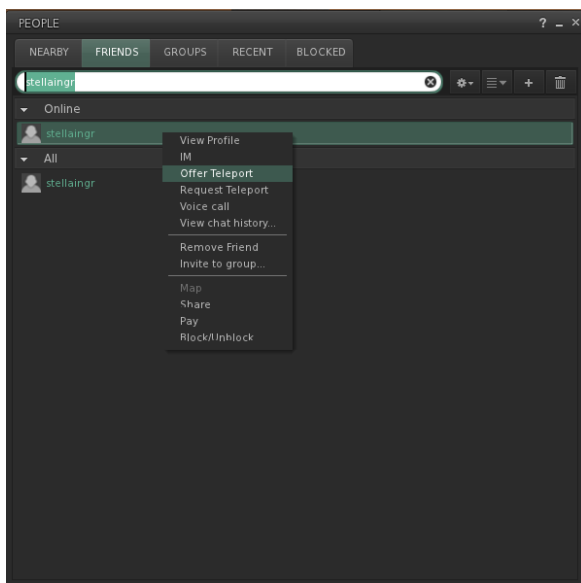 PEOPLE ? _ ×
NEARBY FRIENDS GROUPS RECENT BLOCKED
stellaingr
Online
stellaingr
All
stellaingr
View Profile
IM
Offer Teleport
Request Teleport
Voice call
View chat history...
Remove Friend
Invite to group...
Map
Share
Pay
Block/Unblock